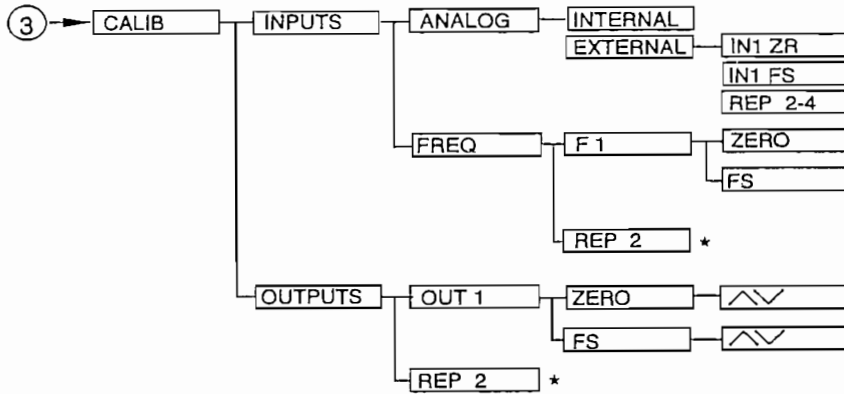 3 CALIB INPUTS ANALOG INTERNAL
EXTERNAL IN1 ZR
IN1 FS
REP 2-4
FREQ F 1 ZERO
FS
REP 2 ★
OUTPUTS OUT 1 ZERO
FS
REP 2 ★